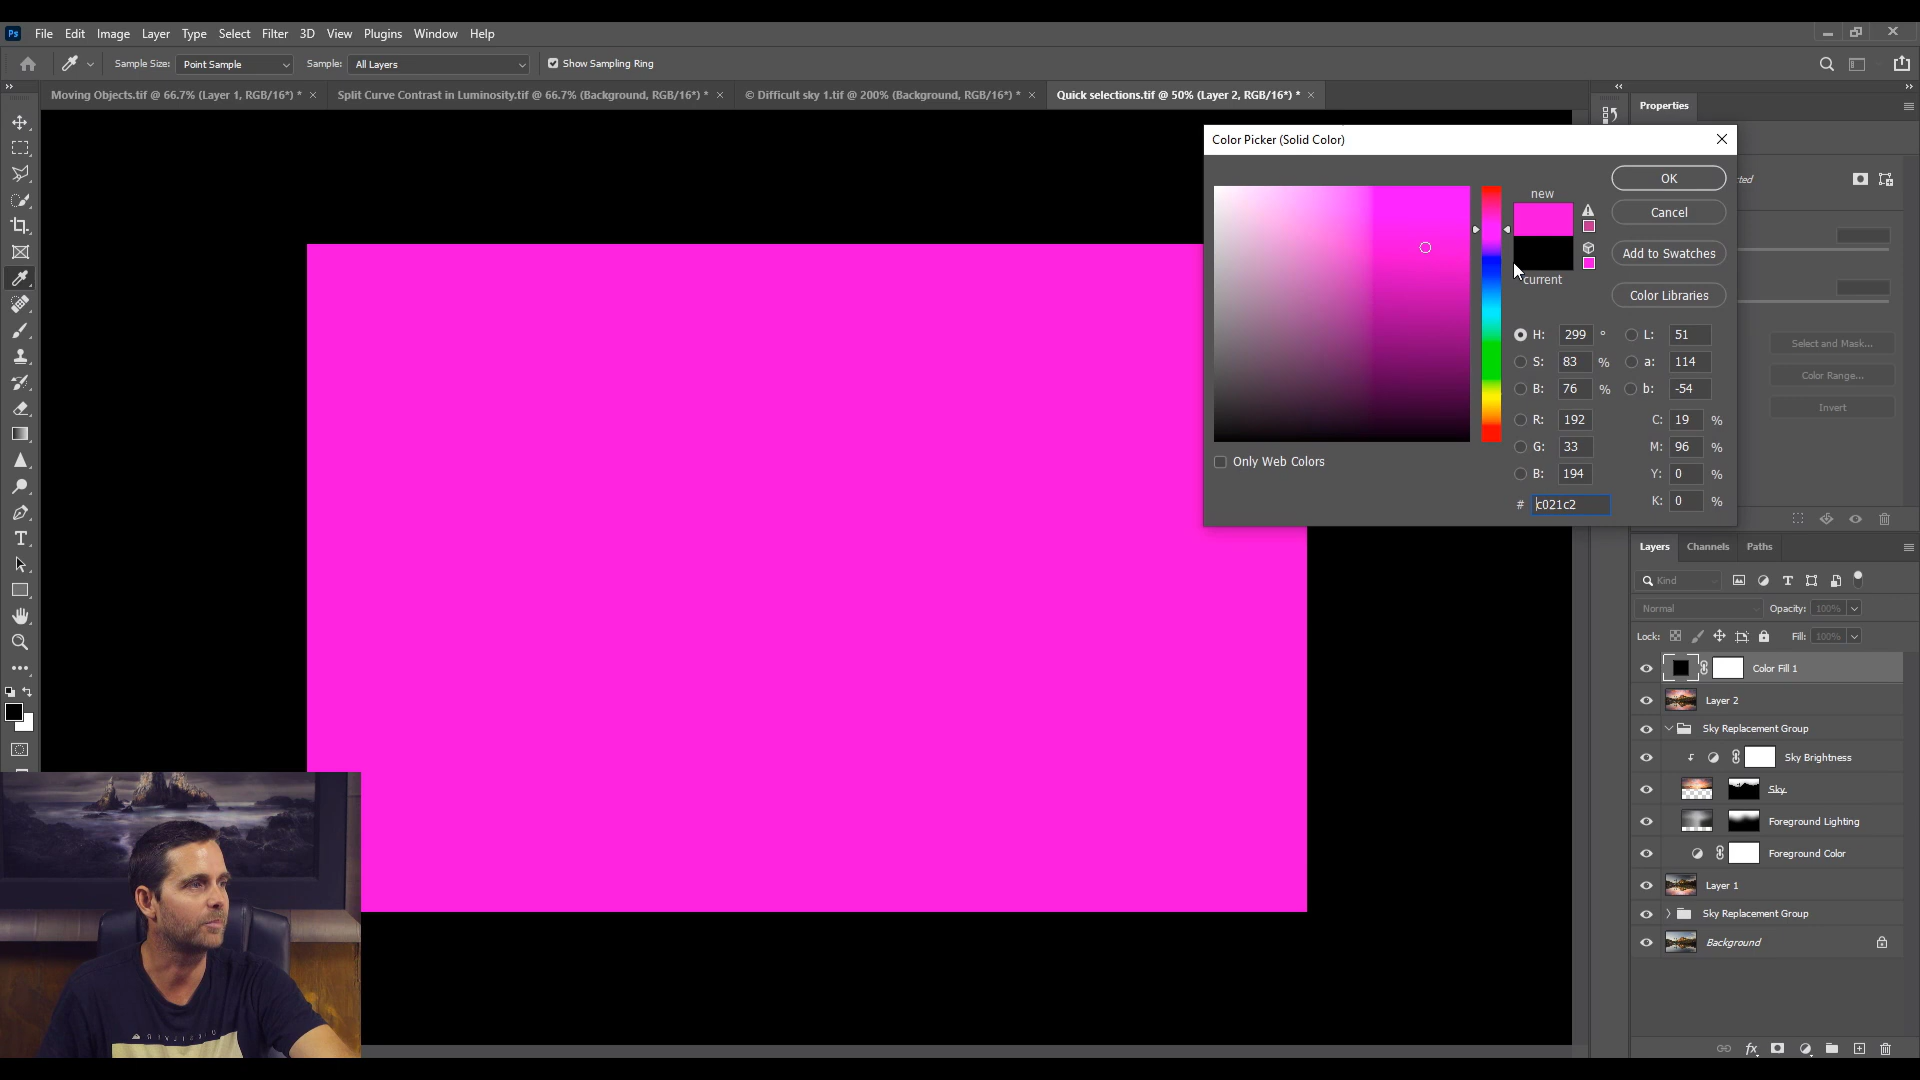 Ps File Edit Image Layer Type Select Filter 3D View Plugins Window Help
Sample Size: Point Sample Sample: All Layers Show Sampling Ring
Moving Objects.tif @ 66.7% (Layer 1, RGB/16*) * Split Curve Contrast in Luminosity.tif @ 66.7% (Background, RGB/16*) * © Difficult sky 1.tif @ 200% (Background, RGB/16*) * Quick selections.tif @ 50% (Layer 2, RGB/16*) *
Properties
Color Picker (Solid Color)
OK
new
Cancel
Add to Swatches
current
Color Libraries
H: 299 ° L: 51
S: 83 % a: 114
B: 76 % b: -54
R: 192 C: 19 %
G: 33 M: 96 %
B: 194 Y: 0 %
# c021c2 K: 0 %
Only Web Colors
Select and Mask...
Color Range...
Invert
Layers Channels Paths
Kind
Normal Opacity: 100%
Lock: Fill: 100%
Color Fill 1
Layer 2
Sky Replacement Group
Sky Brightness
Sky
Foreground Lighting
Foreground Color
Layer 1
Sky Replacement Group
Background
fx